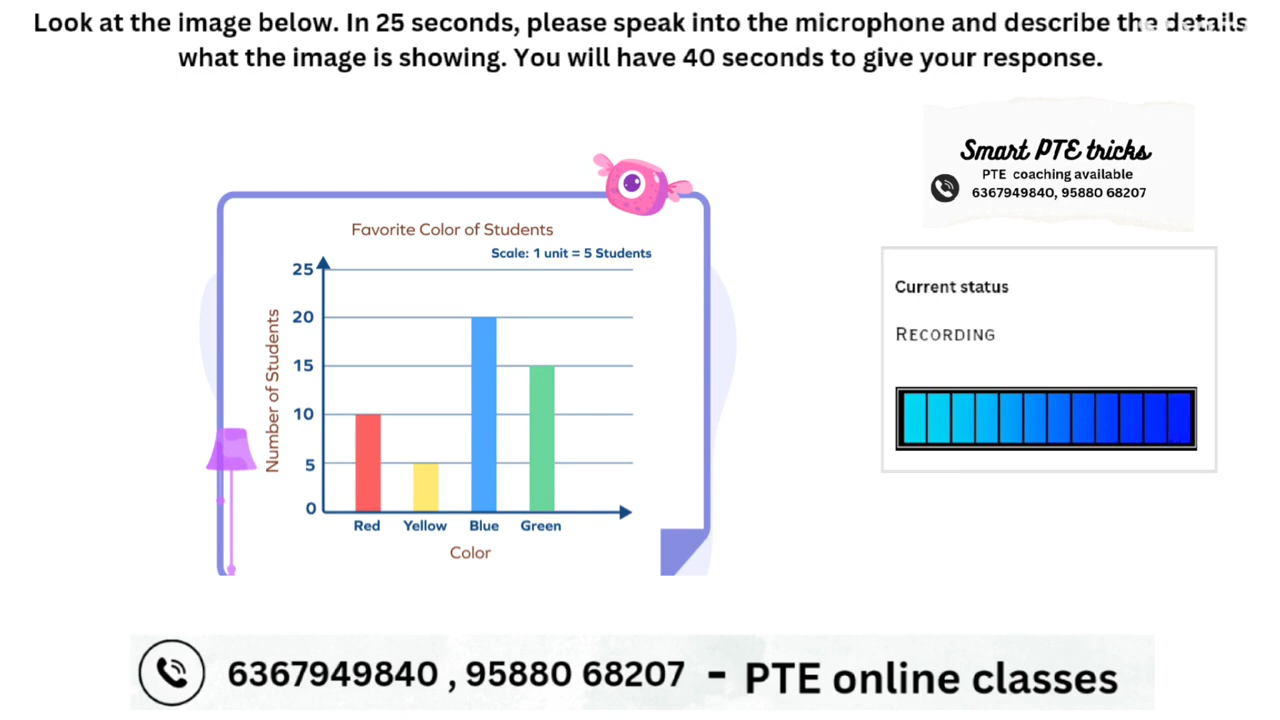 Look at the image below. In 25 seconds, please speak into the microphone and describe the details
what the image is showing. You will have 40 seconds to give your response.
Smart PTE tricks
PTE coaching available
6367949840, 95880 68207
Favorite Color of Students
Scale: 1 unit = 5 Students
25
20
15
10
5
0
Number of Students
Red Yellow Blue Green
Color
Current status
RECORDING
6367949840 , 95880 68207 - PTE online classes